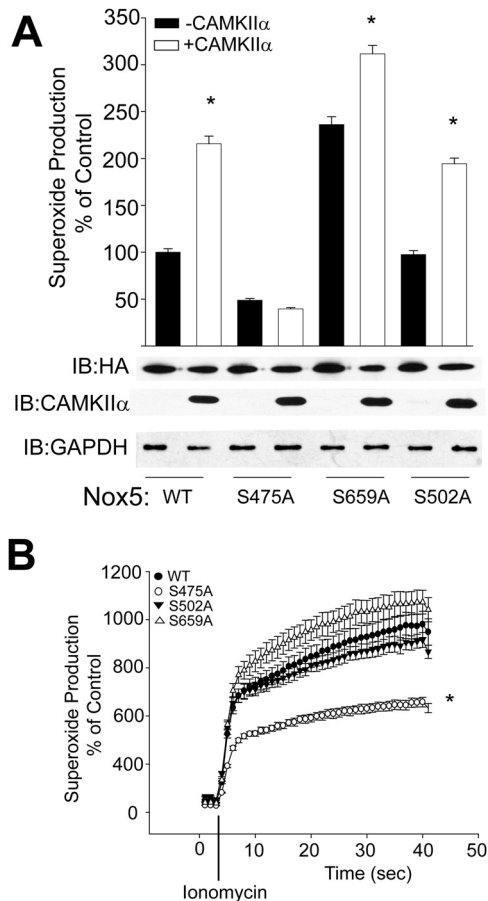 A
-CAMKIIα
+CAMKIIα
Superoxide Production
% of Control
350
300
250
200
150
100
50
*
*
*
IB:HA
IB:CAMKIIα
IB:GAPDH
Nox5: WT S475A S659A S502A
B
WT
S475A
S502A
S659A
Superoxide Production
% of Control
1200
1000
800
600
400
200
0
*
0 10 20 30 40 50
Time (sec)
Ionomycin